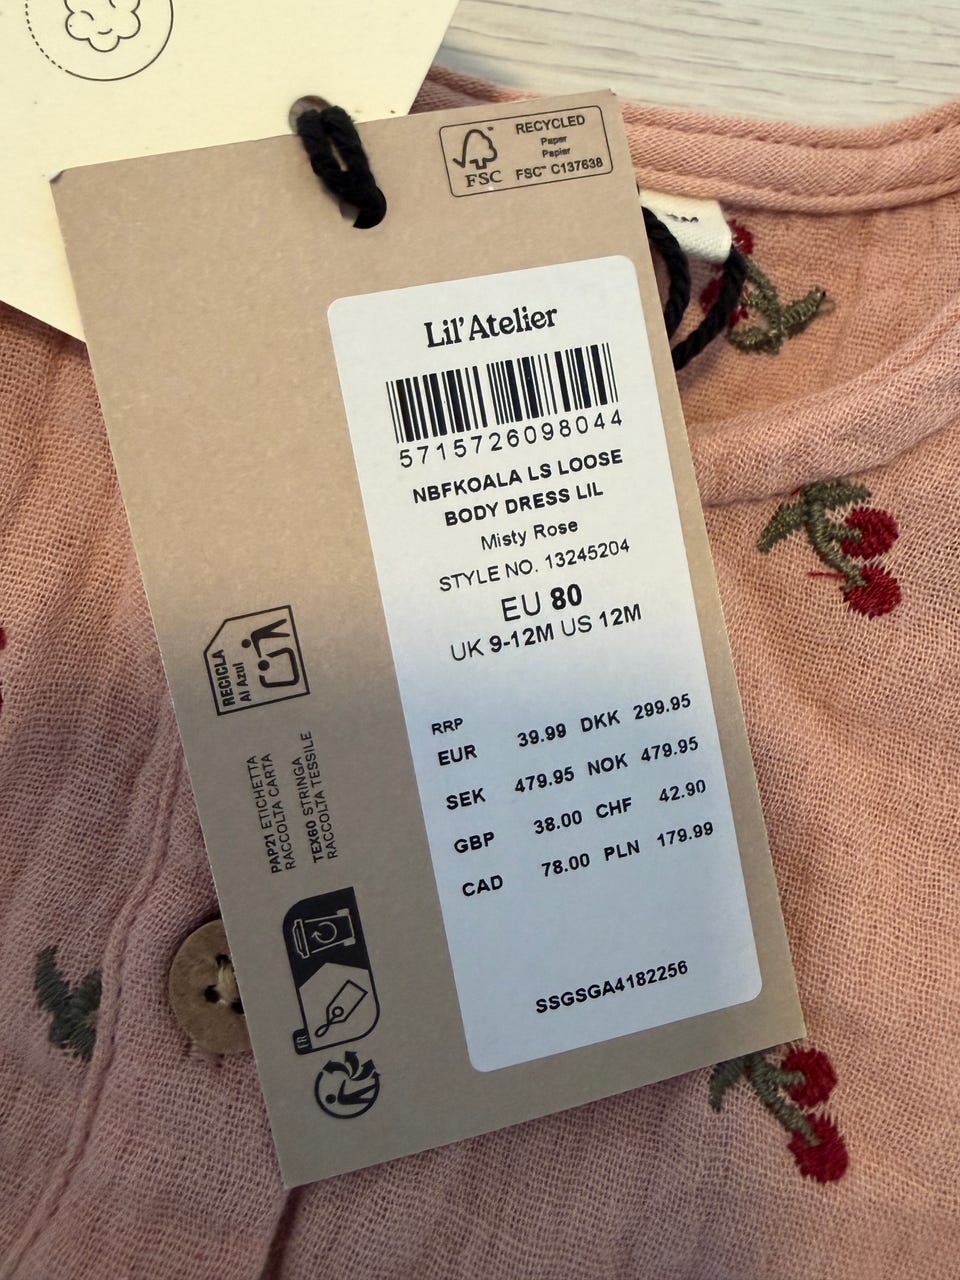 FSC
RECYCLED
Paper
Papier
FSC™ C137638
Lil'Atelier
5715726098044
NBFKOALA LS LOOSE
BODY DRESS LIL
Misty Rose
STYLE NO. 13245204
EU 80
UK 9-12M US 12M
RRP
EUR 39.99 DKK 299.95
SEK 479.95 NOK 479.95
GBP 38.00 CHF 42.90
CAD 78.00 PLN 179.99
SSGSGA4182256
RECICLA
Al Azul
PAP21 ETICHETTA
RACCOLTA CARTA
TEX60 STRINGA
RACCOLTA TESSILE
FR